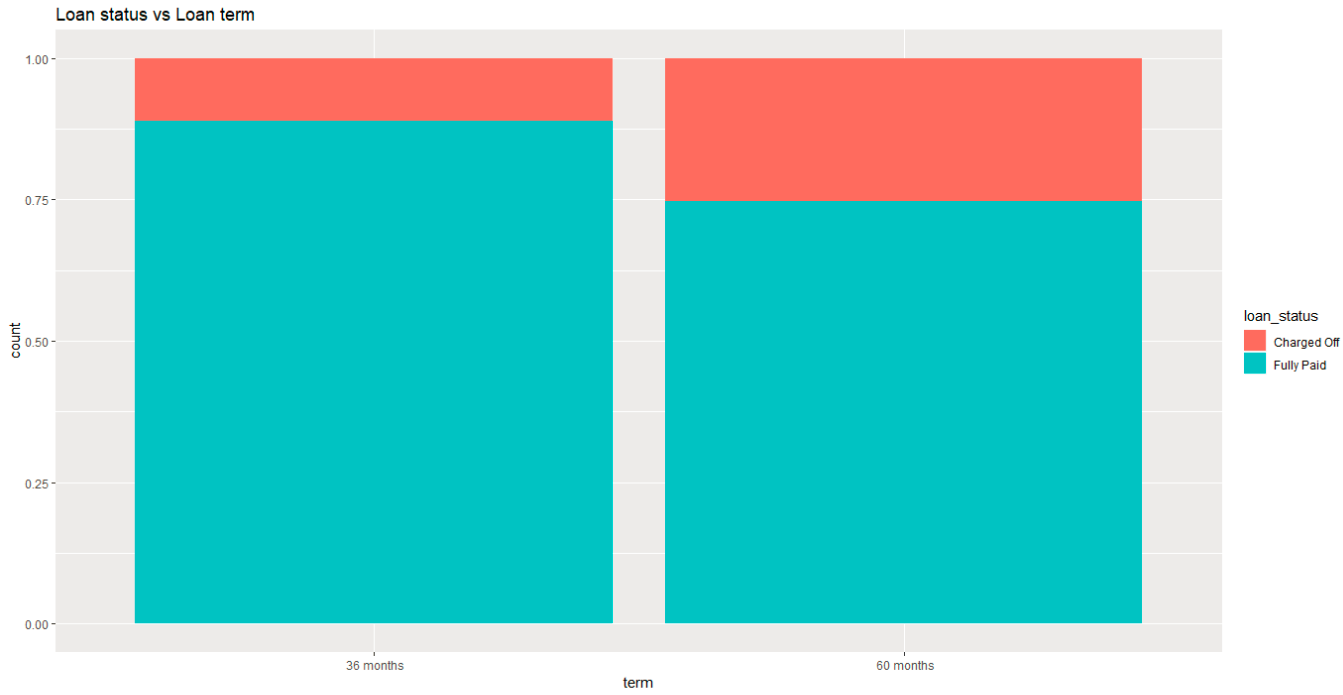 Loan status vs Loan term
1.00
0.75
0.50
0.25
0.00
count
36 months
60 months
term
loan_status
Charged Off
Fully Paid